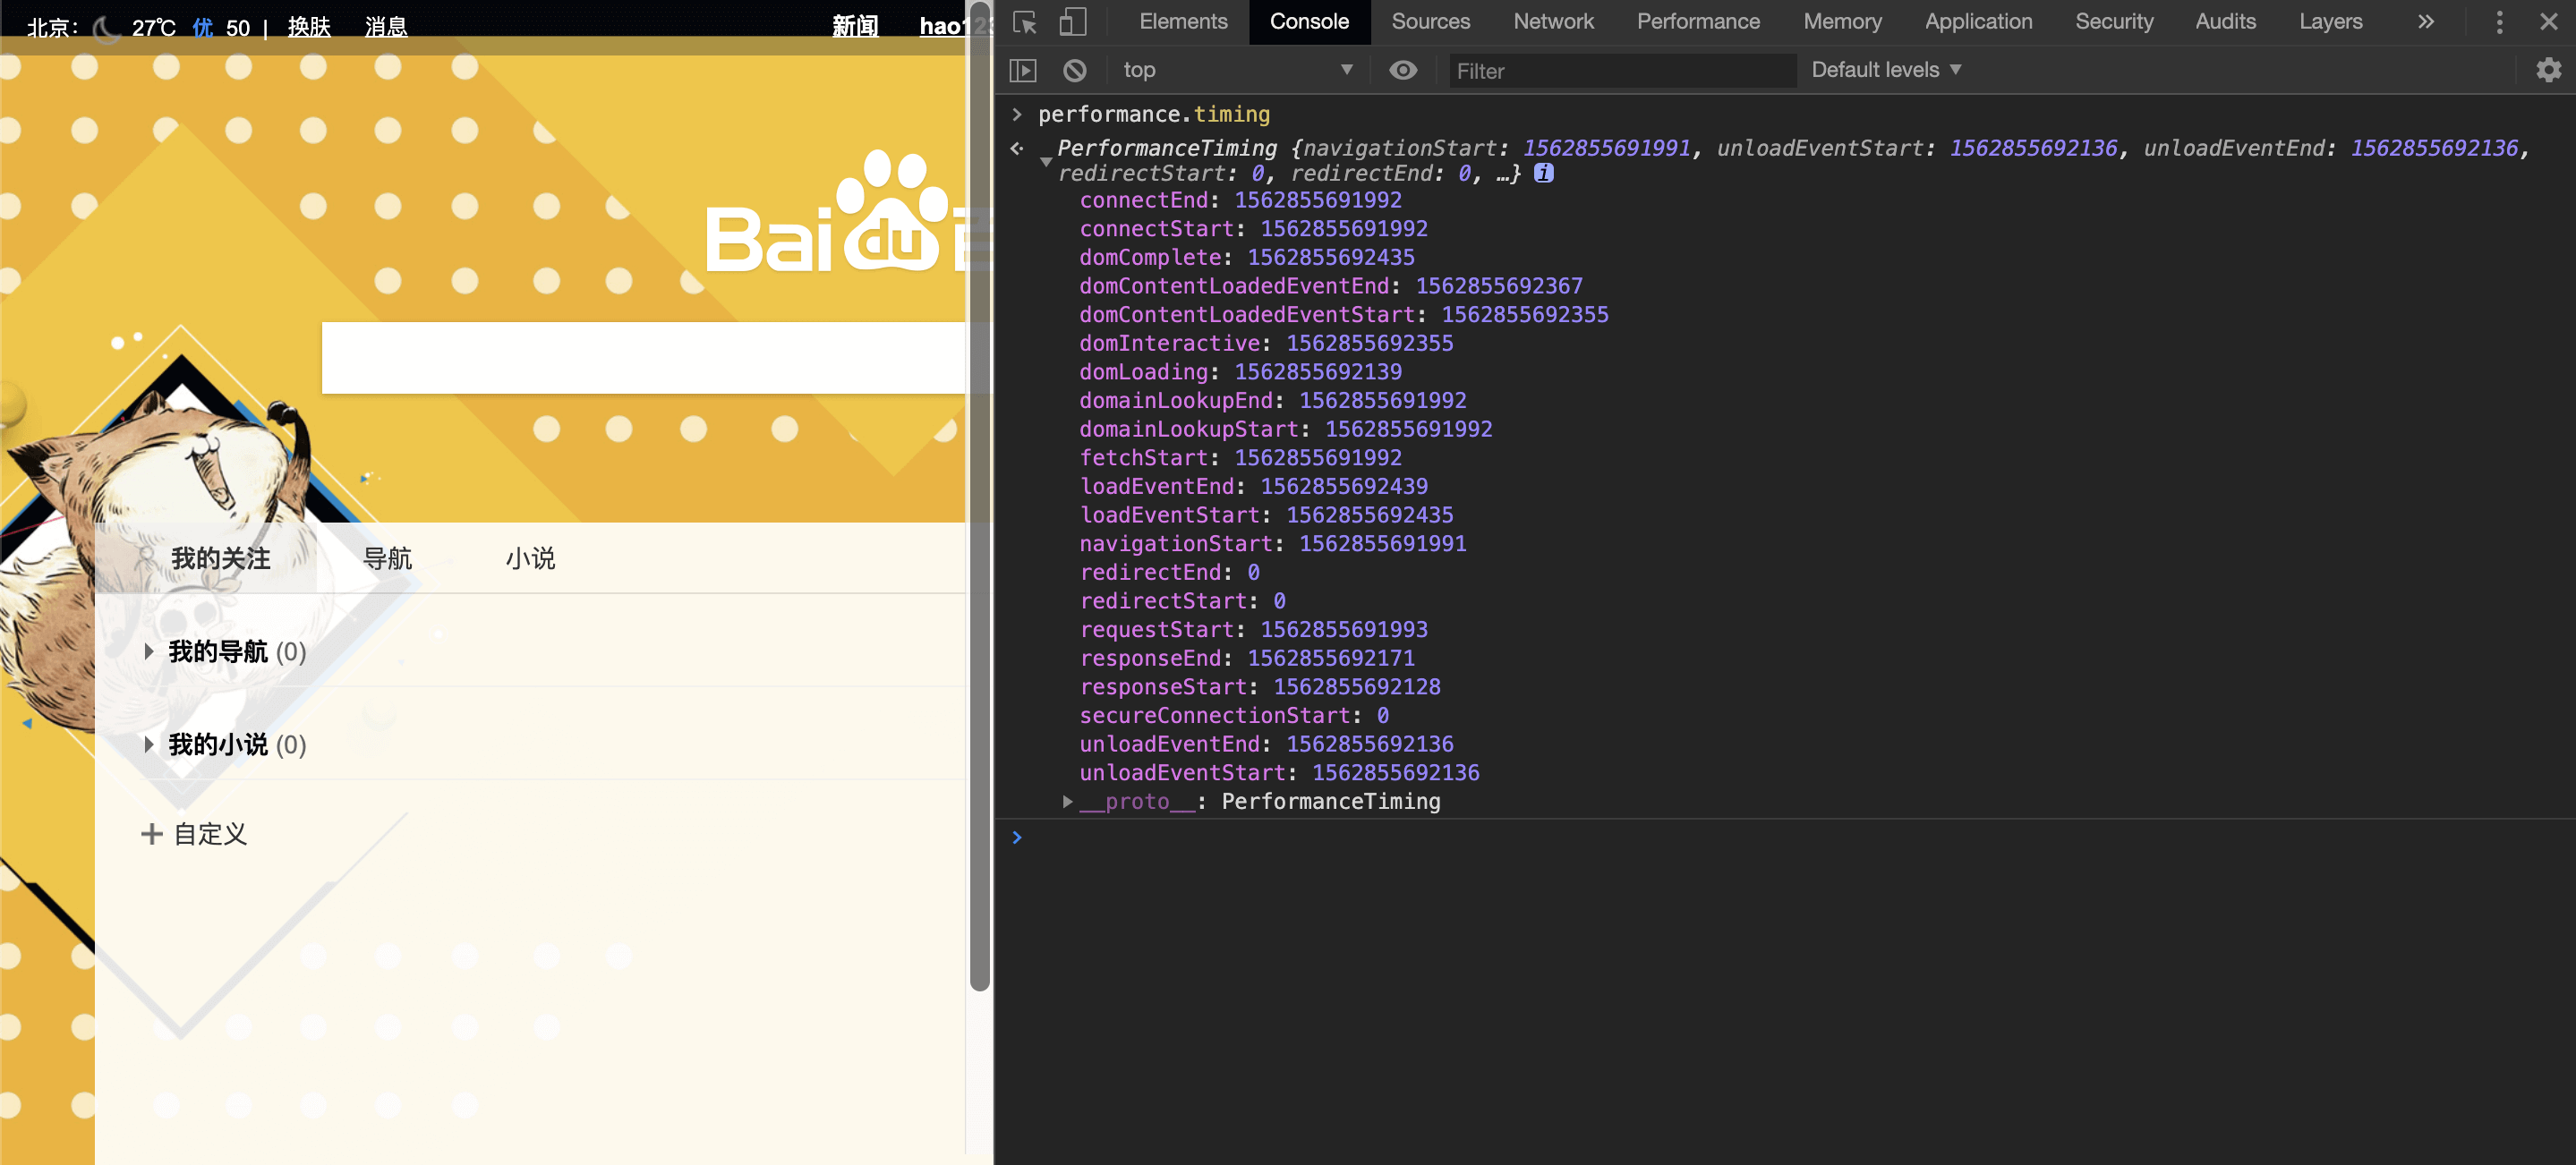 北京： 27℃ 优 50 | 换肤 消息 新闻 hao123
Baidu
我的关注 导航 小说
我的导航 (0)
我的小说 (0)
自定义
Elements Console Sources Network Performance Memory Application Security Audits Layers »
top Filter Default levels
performance.timing
PerformanceTiming {navigationStart: 1562855691991, unloadEventStart: 1562855692136, unloadEventEnd: 1562855692136,
redirectStart: 0, redirectEnd: 0, …} i
connectEnd: 1562855691992
connectStart: 1562855691992
domComplete: 1562855692435
domContentLoadedEventEnd: 1562855692367
domContentLoadedEventStart: 1562855692355
domInteractive: 1562855692355
domLoading: 1562855692139
domainLookupEnd: 1562855691992
domainLookupStart: 1562855691992
fetchStart: 1562855691992
loadEventEnd: 1562855692439
loadEventStart: 1562855692435
navigationStart: 1562855691991
redirectEnd: 0
redirectStart: 0
requestStart: 1562855691993
responseEnd: 1562855692171
responseStart: 1562855692128
secureConnectionStart: 0
unloadEventEnd: 1562855692136
unloadEventStart: 1562855692136
__proto__: PerformanceTiming